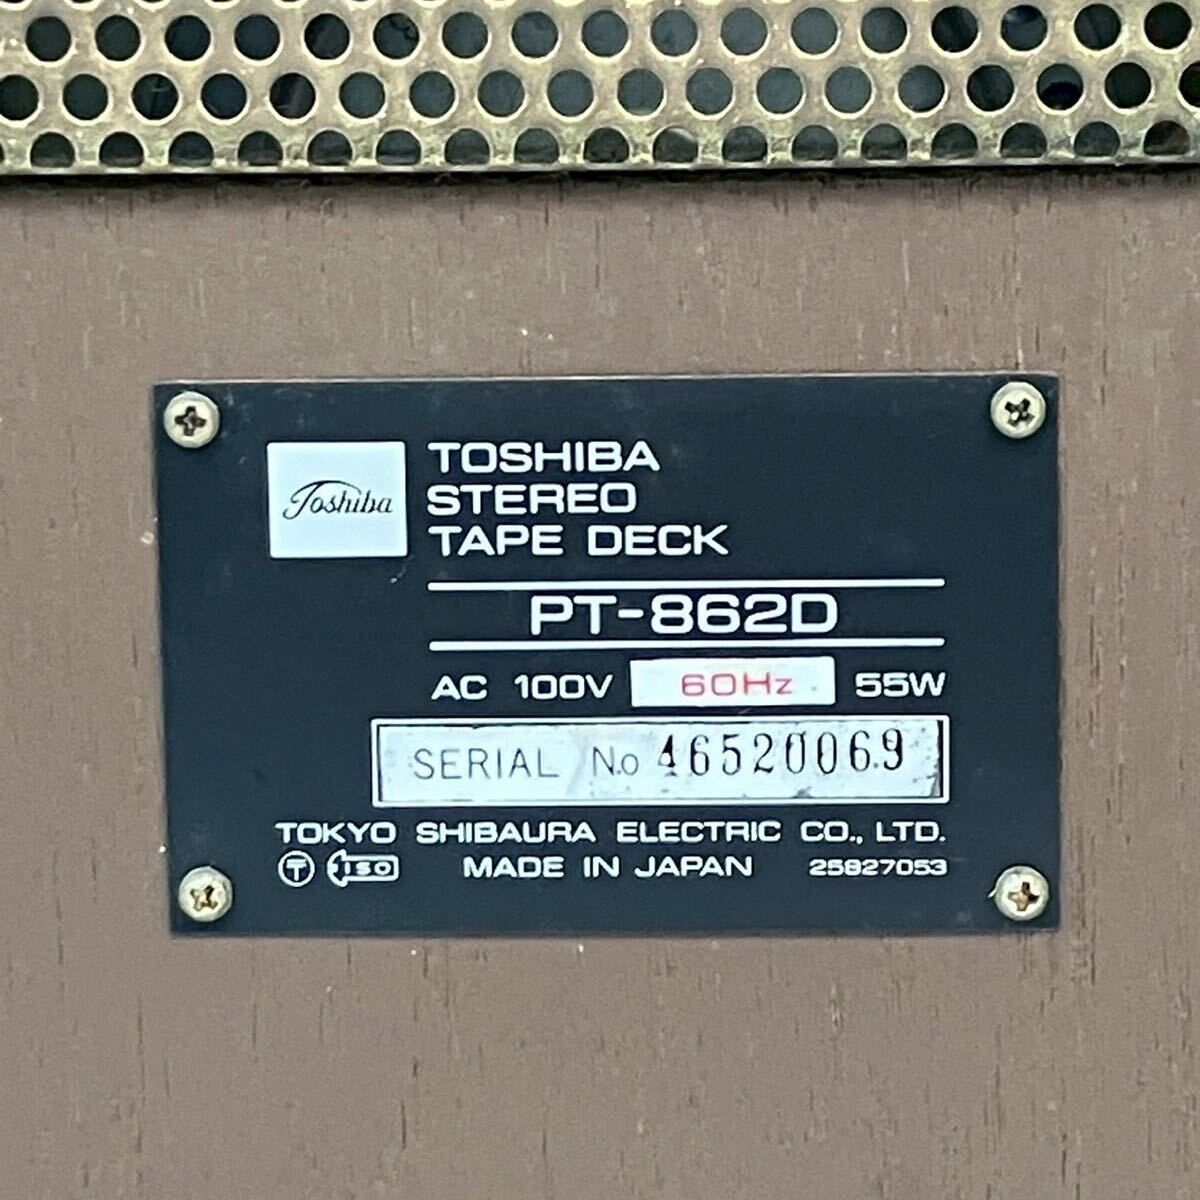 Toshiba
TOSHIBA
STEREO
TAPE DECK
PT-862D
AC 100V 60Hz 55W
SERIAL No 46520069
TOKYO SHIBAURA ELECTRIC CO., LTD.
〒 ISO MADE IN JAPAN 25827053